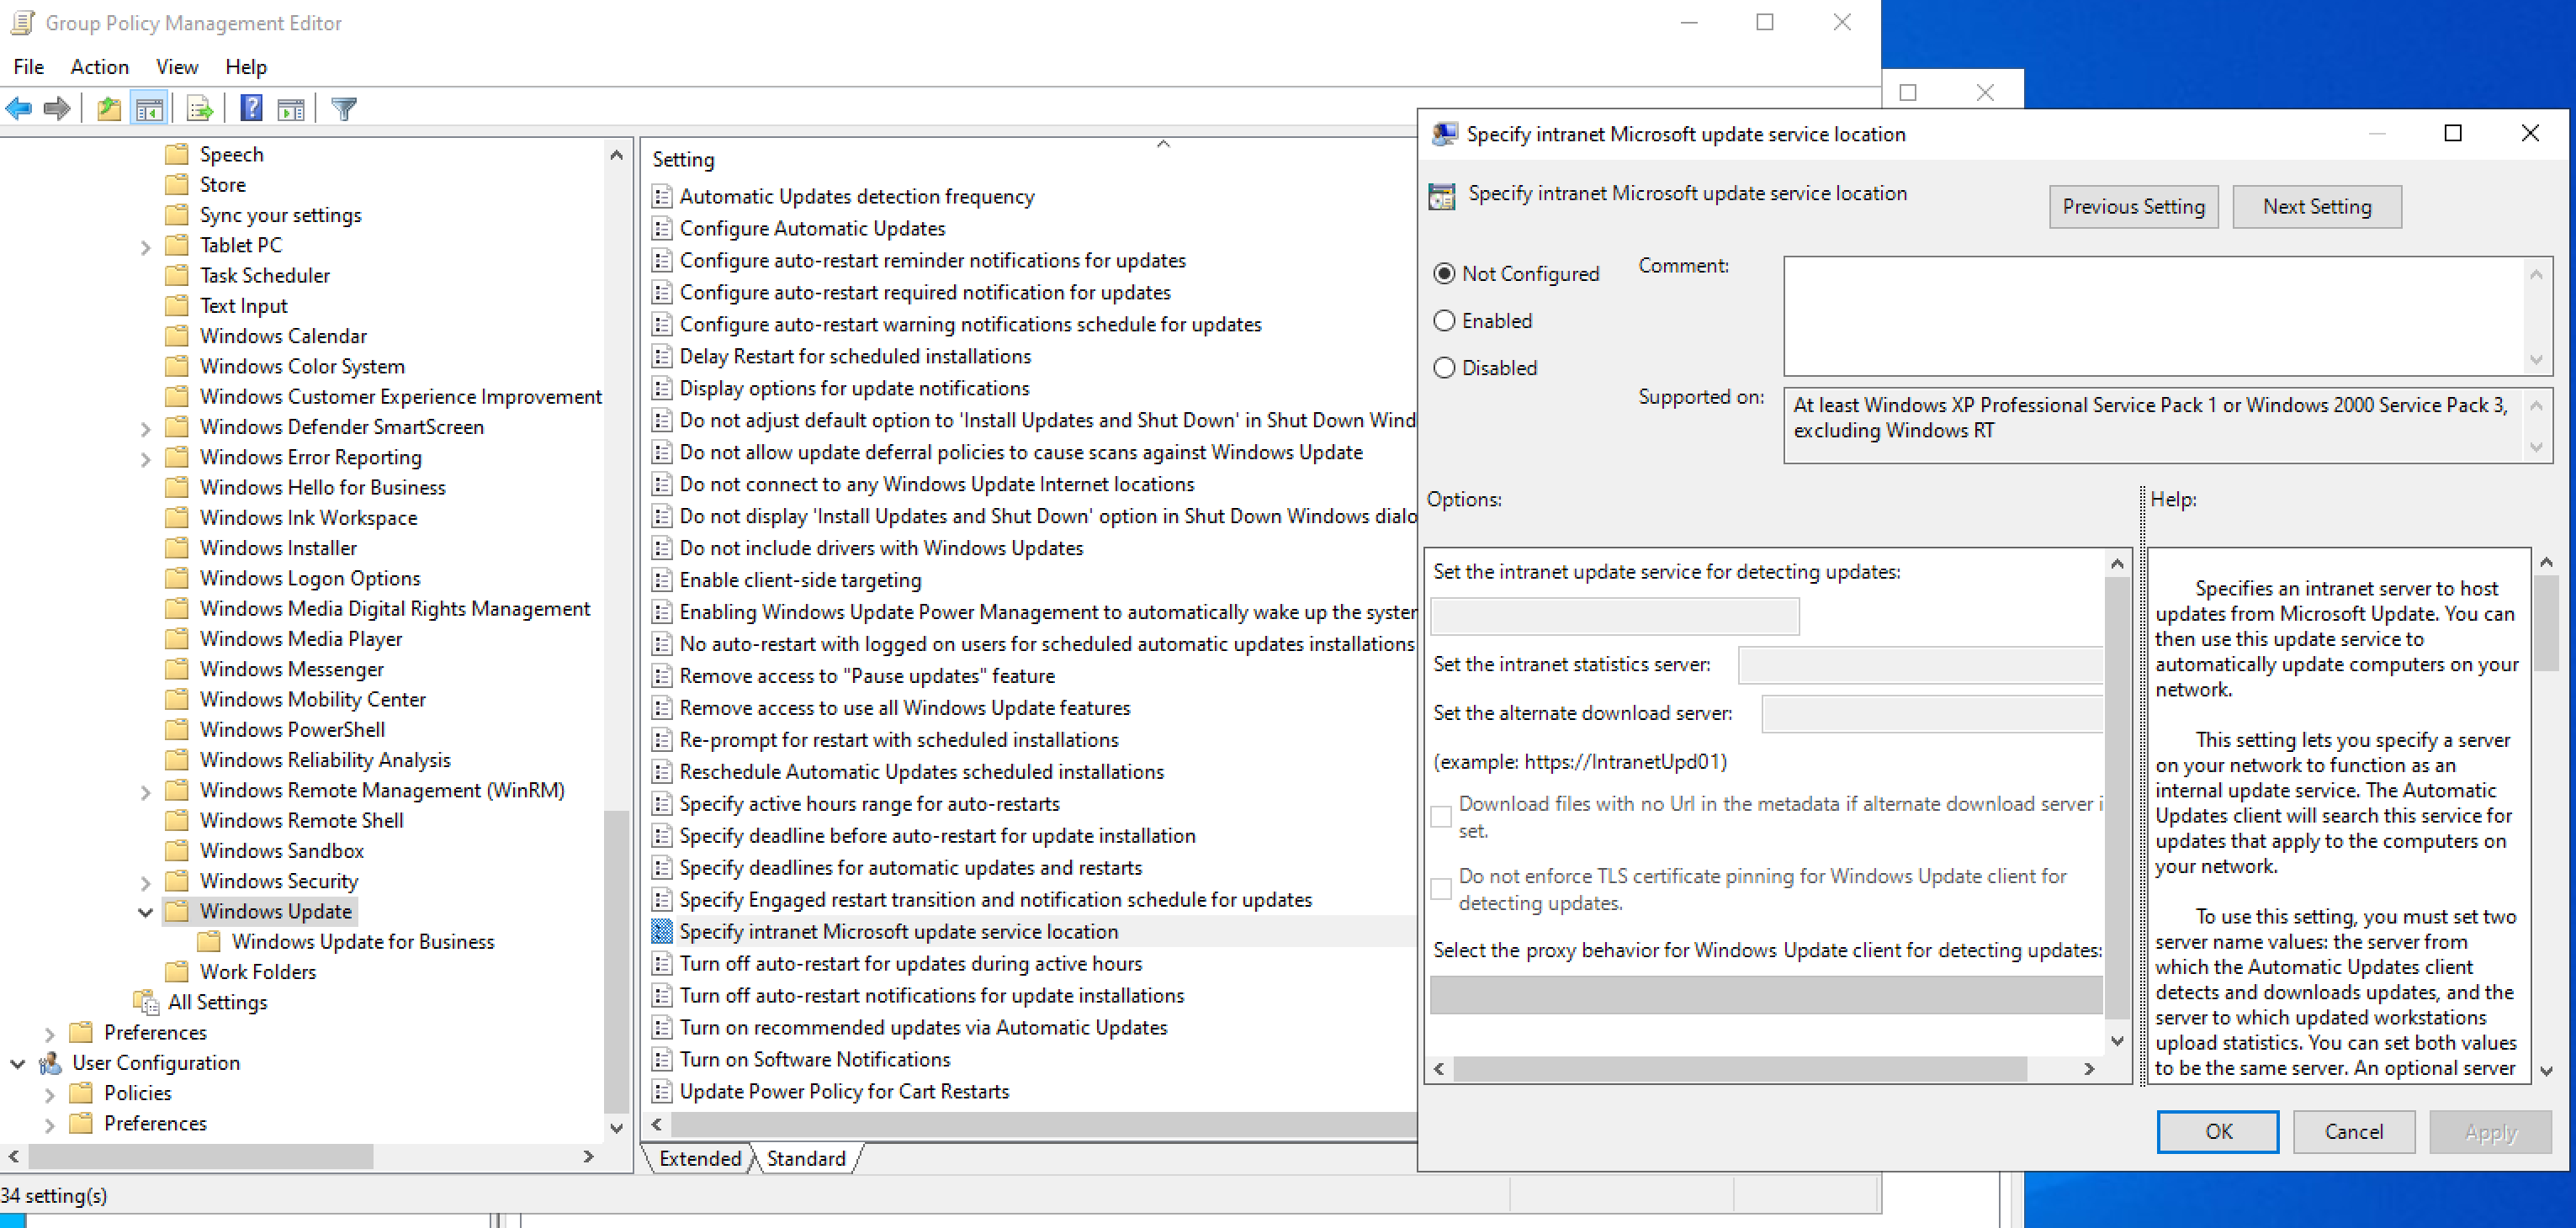 Group Policy Management Editor
File Action View Help
Speech
Store
Sync your settings
Tablet PC
Task Scheduler
Text Input
Windows Calendar
Windows Color System
Windows Customer Experience Improvement
Windows Defender SmartScreen
Windows Error Reporting
Windows Hello for Business
Windows Ink Workspace
Windows Installer
Windows Logon Options
Windows Media Digital Rights Management
Windows Media Player
Windows Messenger
Windows Mobility Center
Windows PowerShell
Windows Reliability Analysis
Windows Remote Management (WinRM)
Windows Remote Shell
Windows Sandbox
Windows Security
Windows Update
Windows Update for Business
Work Folders
All Settings
Preferences
User Configuration
Policies
Preferences
34 setting(s)
Setting
Automatic Updates detection frequency
Configure Automatic Updates
Configure auto-restart reminder notifications for updates
Configure auto-restart required notification for updates
Configure auto-restart warning notifications schedule for updates
Delay Restart for scheduled installations
Display options for update notifications
Do not adjust default option to 'Install Updates and Shut Down' in Shut Down Wind
Do not allow update deferral policies to cause scans against Windows Update
Do not connect to any Windows Update Internet locations
Do not display 'Install Updates and Shut Down' option in Shut Down Windows dialo
Do not include drivers with Windows Updates
Enable client-side targeting
Enabling Windows Update Power Management to automatically wake up the syster
No auto-restart with logged on users for scheduled automatic updates installations
Remove access to "Pause updates" feature
Remove access to use all Windows Update features
Re-prompt for restart with scheduled installations
Reschedule Automatic Updates scheduled installations
Specify active hours range for auto-restarts
Specify deadline before auto-restart for update installation
Specify deadlines for automatic updates and restarts
Specify Engaged restart transition and notification schedule for updates
Specify intranet Microsoft update service location
Turn off auto-restart for updates during active hours
Turn off auto-restart notifications for update installations
Turn on recommended updates via Automatic Updates
Turn on Software Notifications
Update Power Policy for Cart Restarts
Extended Standard
Specify intranet Microsoft update service location
Specify intranet Microsoft update service location
Previous Setting Next Setting
Not Configured
Enabled
Disabled
Comment:
Supported on:
At least Windows XP Professional Service Pack 1 or Windows 2000 Service Pack 3,
excluding Windows RT
Options:
Set the intranet update service for detecting updates:
Set the intranet statistics server:
Set the alternate download server:
(example: https://IntranetUpd01)
Download files with no Url in the metadata if alternate download server i
set.
Do not enforce TLS certificate pinning for Windows Update client for
detecting updates.
Select the proxy behavior for Windows Update client for detecting updates:
Help:
Specifies an intranet server to host
updates from Microsoft Update. You can
then use this update service to
automatically update computers on your
network.
This setting lets you specify a server
on your network to function as an
internal update service. The Automatic
Updates client will search this service for
updates that apply to the computers on
your network.
To use this setting, you must set two
server name values: the server from
which the Automatic Updates client
detects and downloads updates, and the
server to which updated workstations
upload statistics. You can set both values
to be the same server. An optional server
OK Cancel Apply